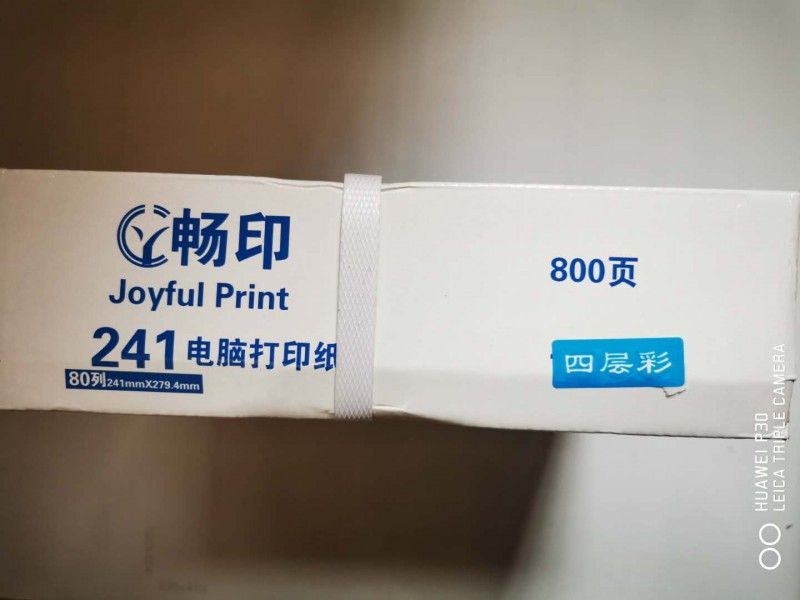 畅印
Joyful Print
241电脑打印纸
80列241mmX279.4mm
800页
四层彩
HUAWEI P30
LEICA TRIPLE CAMERA